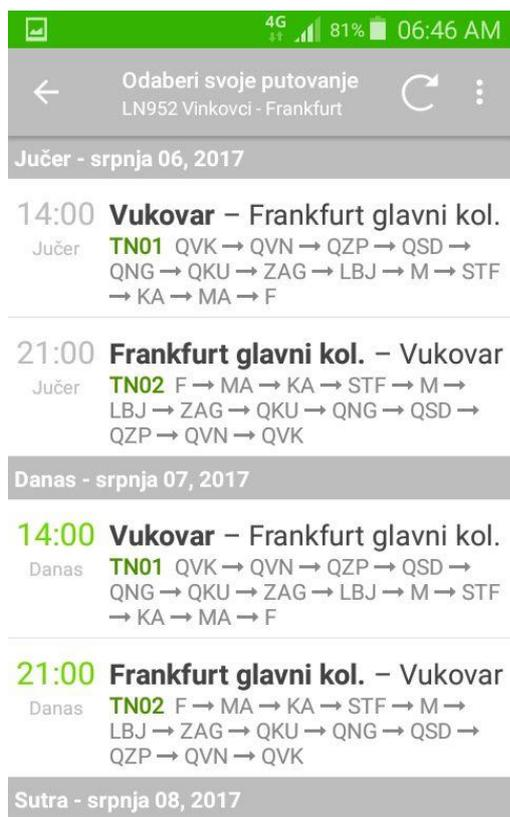 4G 81% 06:46 AM
Odaberi svoje putovanje
LN952 Vinkovci - Frankfurt
Jučer - srpnja 06, 2017
14:00 Vukovar – Frankfurt glavni kol.
Jučer TN01 QVK → QVN → QZP → QSD →
QNG → QKU → ZAG → LBJ → M → STF
→ KA → MA → F
21:00 Frankfurt glavni kol. – Vukovar
Jučer TN02 F → MA → KA → STF → M →
LBJ → ZAG → QKU → QNG → QSD →
QZP → QVN → QVK
Danas - srpnja 07, 2017
14:00 Vukovar – Frankfurt glavni kol.
Danas TN01 QVK → QVN → QZP → QSD →
QNG → QKU → ZAG → LBJ → M → STF
→ KA → MA → F
21:00 Frankfurt glavni kol. – Vukovar
Danas TN02 F → MA → KA → STF → M →
LBJ → ZAG → QKU → QNG → QSD →
QZP → QVN → QVK
Sutra - srpnja 08, 2017